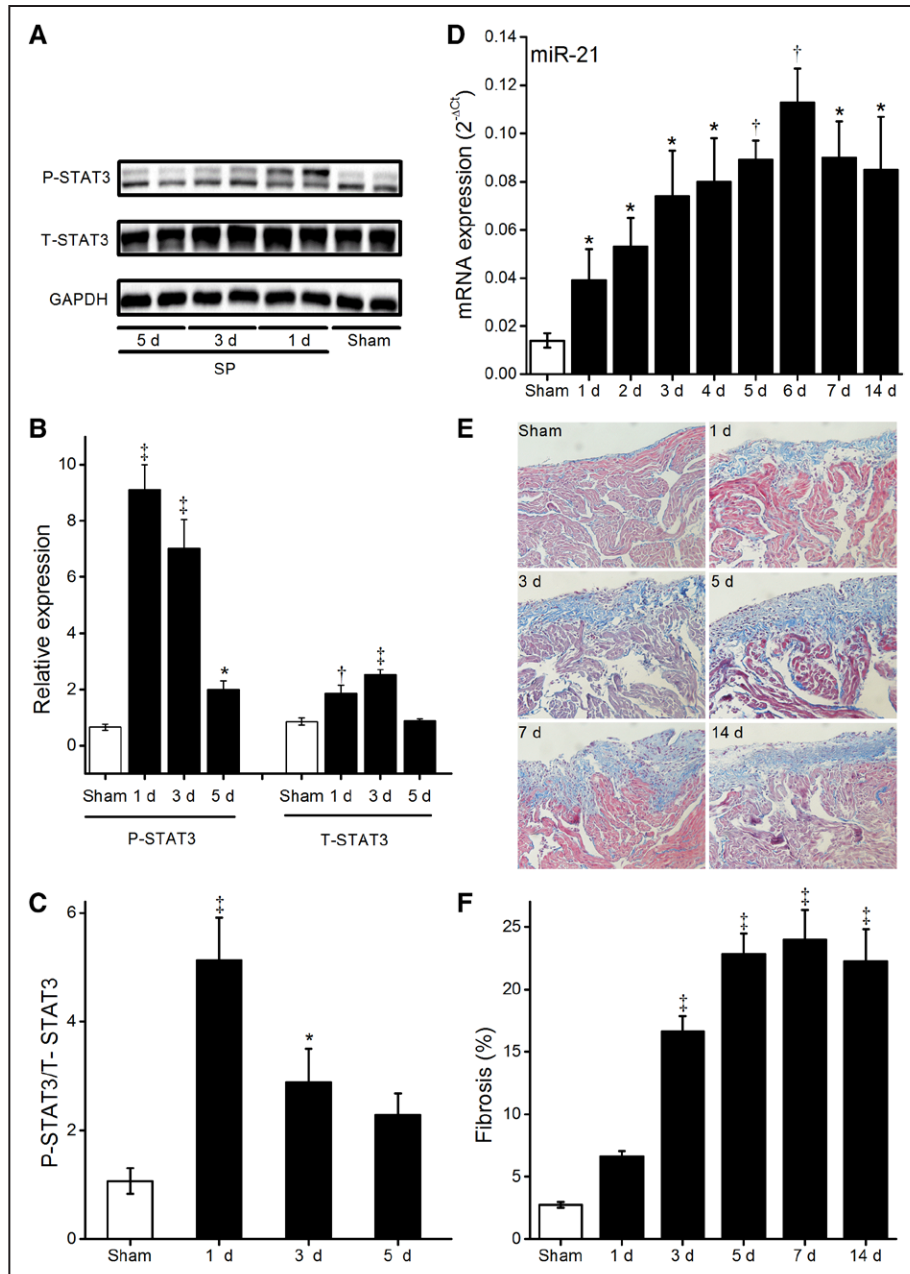 A
P-STAT3
T-STAT3
GAPDH
5 d 3 d 1 d Sham
SP
B
Relative expression
10
8
6
4
2
0
‡ ‡ * † ‡
Sham 1 d 3 d 5 d Sham 1 d 3 d 5 d
P-STAT3 T-STAT3
C
P-STAT3/T- STAT3
6
4
2
0
‡ *
Sham 1 d 3 d 5 d
D
miR-21
mRNA expression (2^-ΔCt)
0.14
0.12
0.10
0.08
0.06
0.04
0.02
0.00
* * * * † † * *
Sham 1 d 2 d 3 d 4 d 5 d 6 d 7 d 14 d
E
Sham 1 d
3 d 5 d
7 d 14 d
F
Fibrosis (%)
25
20
15
10
5
0
‡ ‡ ‡ ‡
Sham 1 d 3 d 5 d 7 d 14 d